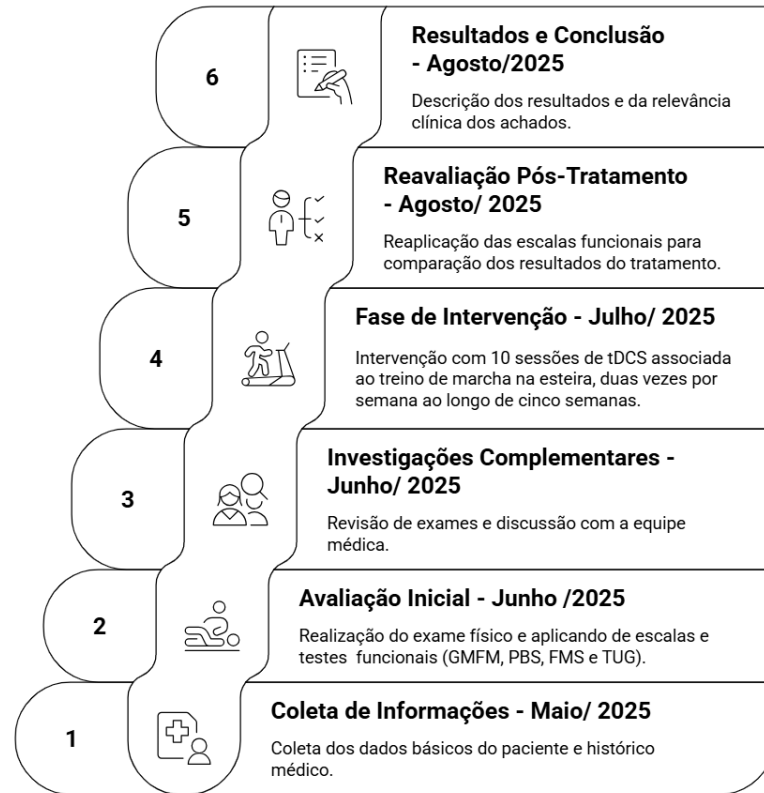 6
Resultados e Conclusão
- Agosto/2025
Descrição dos resultados e da relevância
clínica dos achados.
5
Reavaliação Pós-Tratamento
- Agosto/ 2025
Reaplicação das escalas funcionais para
comparação dos resultados do tratamento.
4
Fase de Intervenção - Julho/ 2025
Intervenção com 10 sessões de tDCS associada
ao treino de marcha na esteira, duas vezes por
semana ao longo de cinco semanas.
3
Investigações Complementares -
Junho/ 2025
Revisão de exames e discussão com a equipe
médica.
2
Avaliação Inicial - Junho /2025
Realização do exame físico e aplicando de escalas e
testes  funcionais (GMFM, PBS, FMS e TUG).
1
Coleta de Informações - Maio/ 2025
Coleta dos dados básicos do paciente e histórico
médico.